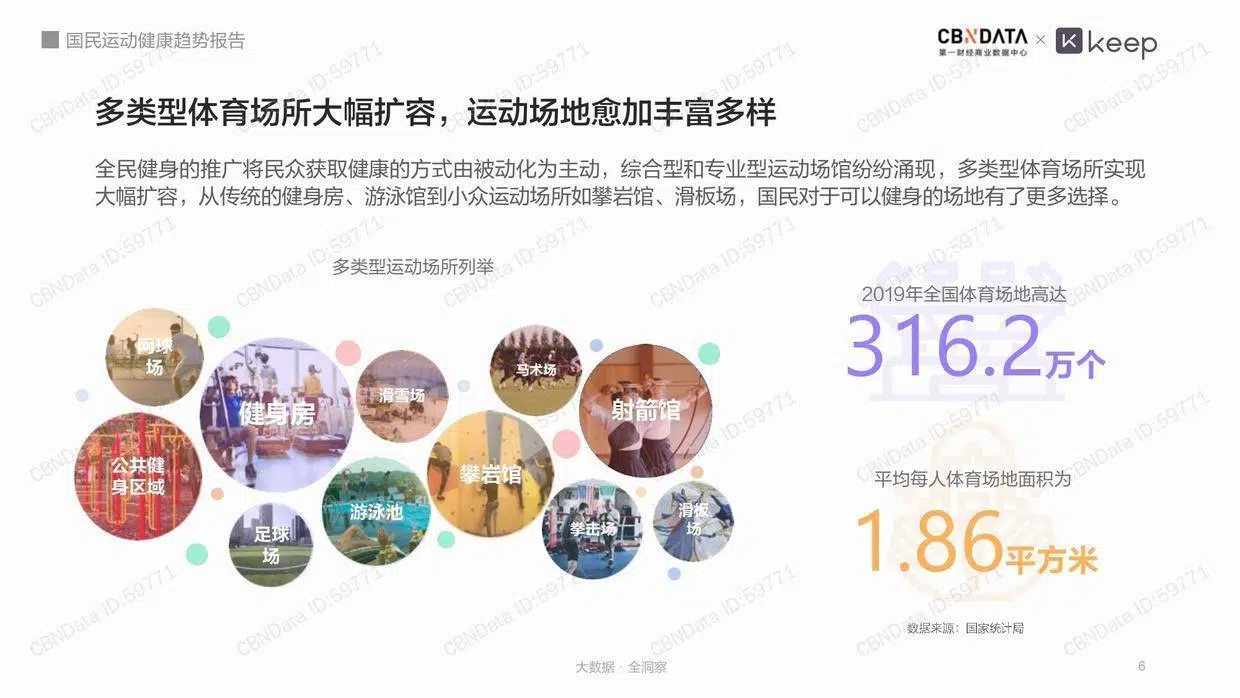 国民运动健康趋势报告
CBNDATA
第一财经商业数据中心
×
keep
多类型体育场所大幅扩容，运动场地愈加丰富多样
全民健身的推广将民众获取健康的方式由被动化为主动，综合型和专业型运动场馆纷纷涌现，多类型体育场所实现
大幅扩容，从传统的健身房、游泳馆到小众运动场所如攀岩馆、滑板场，国民对于可以健身的场地有了更多选择。
多类型运动场所列举
网球
场
健身房
滑雪场
马术场
射箭馆
公共健
身区域
游泳池
攀岩馆
足球
场
拳击场
滑板
场
2019年全国体育场地高达
316.2万个
平均每人体育场地面积为
1.86平方米
数据来源：国家统计局
大数据 · 全洞察
6
CBNData ID:59771